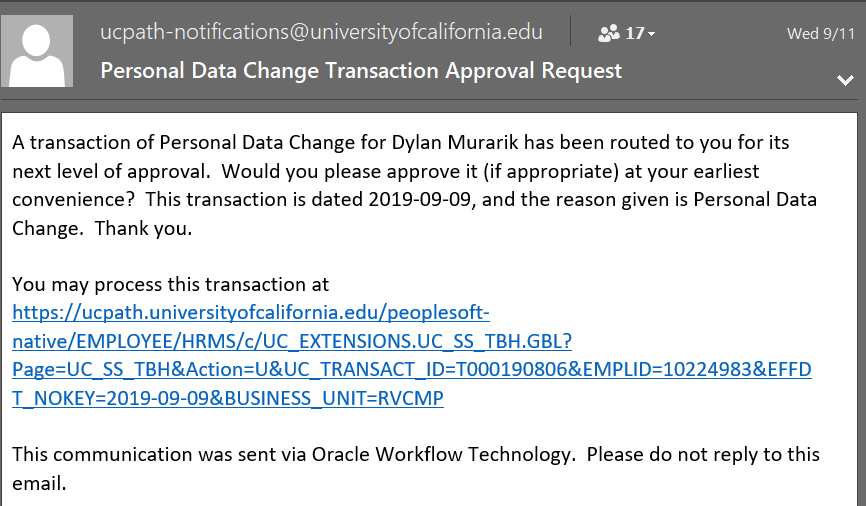 ucpath-notifications@universityofcalifornia.edu 17 Wed 9/11
Personal Data Change Transaction Approval Request
A transaction of Personal Data Change for Dylan Murarik has been routed to you for its
next level of approval.  Would you please approve it (if appropriate) at your earliest
convenience?  This transaction is dated 2019-09-09, and the reason given is Personal Data
Change.  Thank you.
You may process this transaction at
https://ucpath.universityofcalifornia.edu/peoplesoft-
native/EMPLOYEE/HRMS/c/UC_EXTENSIONS.UC_SS_TBH.GBL?
Page=UC_SS_TBH&Action=U&UC_TRANSACT_ID=T000190806&EMPLID=10224983&EFFD
T_NOKEY=2019-09-09&BUSINESS_UNIT=RVCMP
This communication was sent via Oracle Workflow Technology.  Please do not reply to this
email.